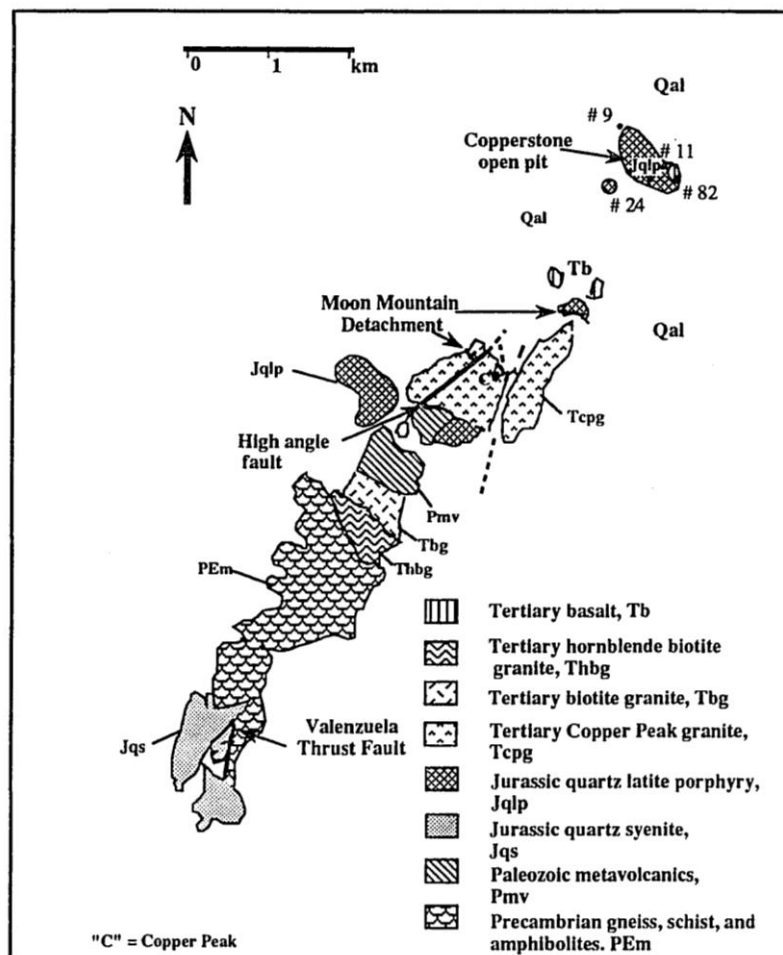 0 1 km
N
Qal
# 9
Copperstone
open pit
# 11
Jqlp
# 82
# 24
Qal
Tb
Moon Mountain
Detachment
Qal
Jqlp
"C"
Tcpg
High angle
fault
Pmv
Tbg
Thbg
PEm
Tertiary basalt, Tb
Tertiary hornblende biotite
granite, Thbg
Tertiary biotite granite, Tbg
Tertiary Copper Peak granite,
Tcpg
Valenzuela
Thrust Fault
Jqs
Jurassic quartz latite porphyry,
Jqlp
Jurassic quartz syenite,
Jqs
Paleozoic metavolcanics,
Pmv
Precambrian gneiss, schist, and
amphibolites. PEm
"C" = Copper Peak